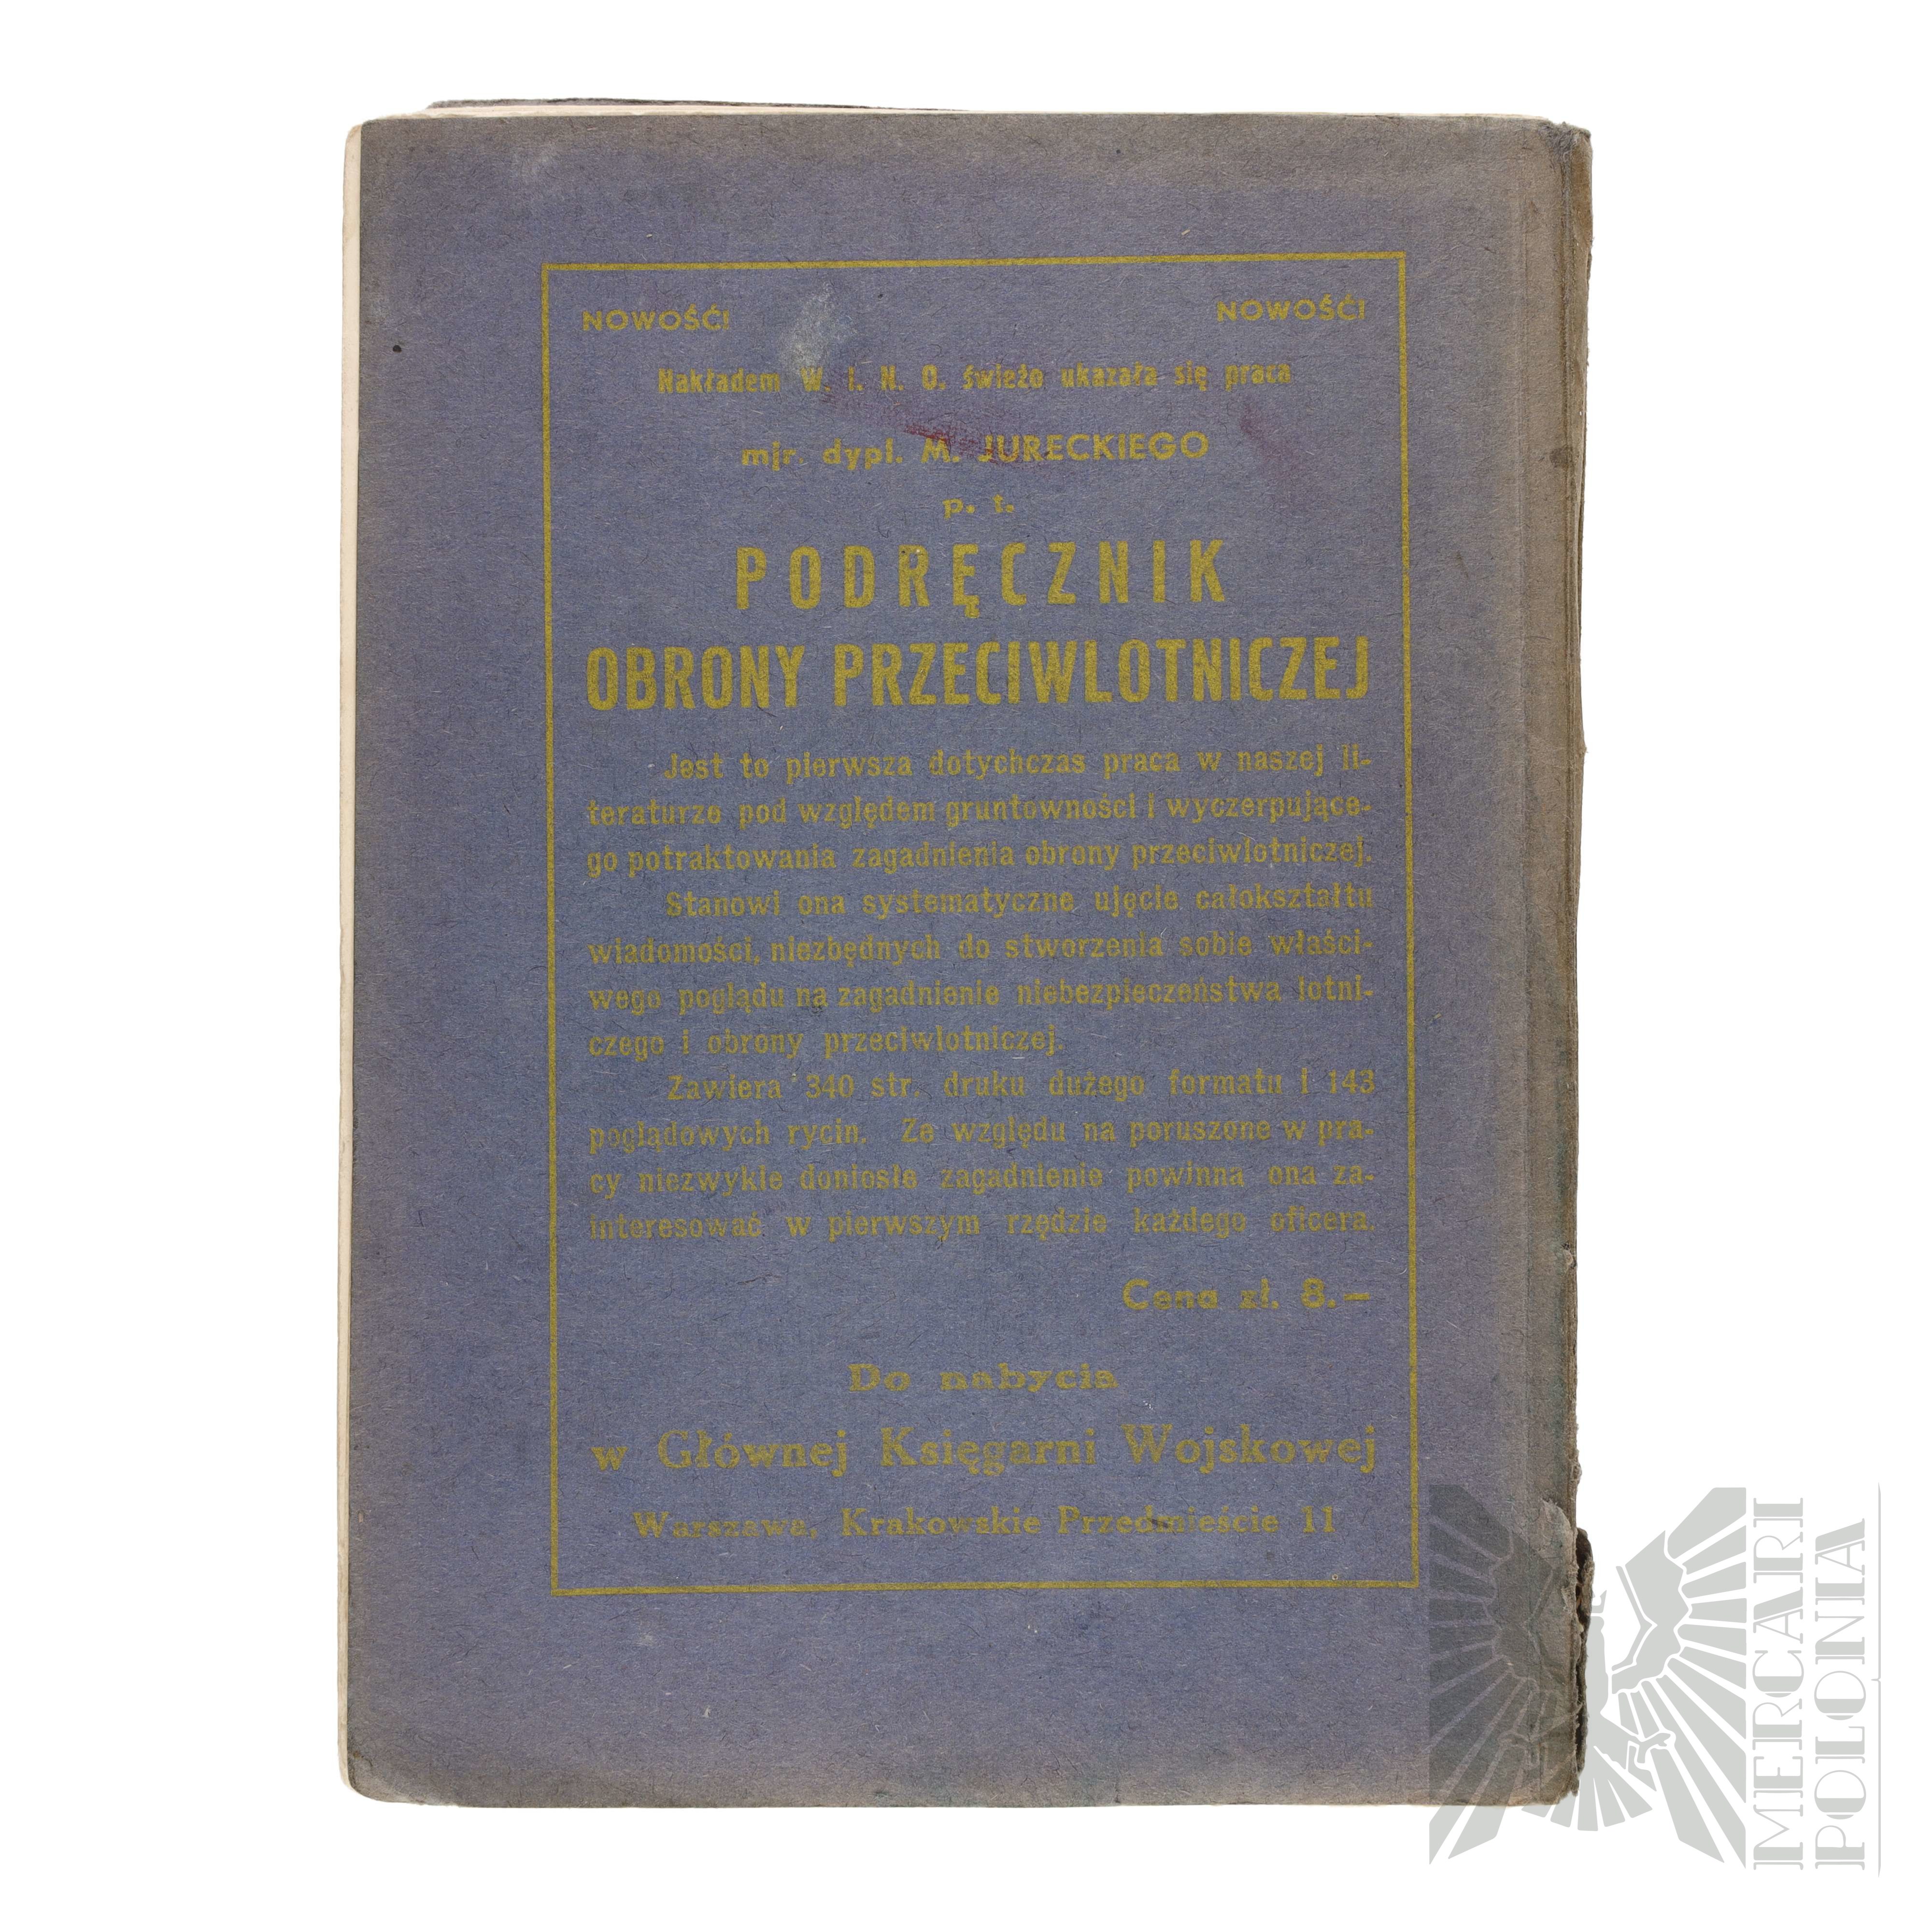 NOWOŚĆ! NOWOŚĆ!
Nakładem W. I. N. O. świeżo ukazała się praca
mjr. dypl. M. JURECKIEGO
p. t.
PODRĘCZNIK
OBRONY PRZECIWLOTNICZEJ
Jest to pierwsza dotychczas praca w naszej li-
teraturze pod względem gruntowności i wyczerpujące-
go potraktowania zagadnienia obrony przeciwlotniczej.
Stanowi ona systematyczne ujęcie całokształtu
wiadomości, niezbędnych do stworzenia sobie właści-
wego poglądu na zagadnienie niebezpieczeństwa lotni-
czego i obrony przeciwlotniczej.
Zawiera 340 str. druku dużego formatu i 143
poglądowych rycin. Ze względu na poruszone w pra-
cy niezwykle doniosłe zagadnienie powinna ona za-
interesować w pierwszym rzędzie każdego oficera.
Cena zł. 8.—
Do nabycia
w Głównej Księgarni Wojskowej
Warszawa, Krakowskie Przedmieście 11
MERCARI
POLONIA